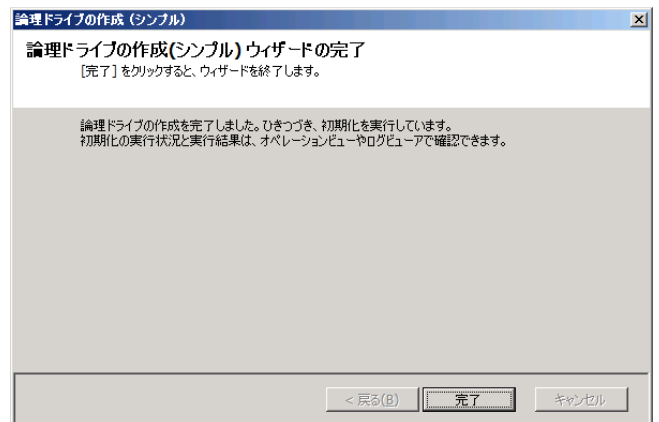 論理ドライブの作成 (シンプル)
論理ドライブの作成(シンプル) ウィザードの完了
[完了] をクリックすると、ウィザードを終了します。
論理ドライブの作成を完了しました。ひきつづき、初期化を実行しています。
初期化の実行状況と実行結果は、オペレーションビューやログビューアで確認できます。
< 戻る(B) 完了 キャンセル